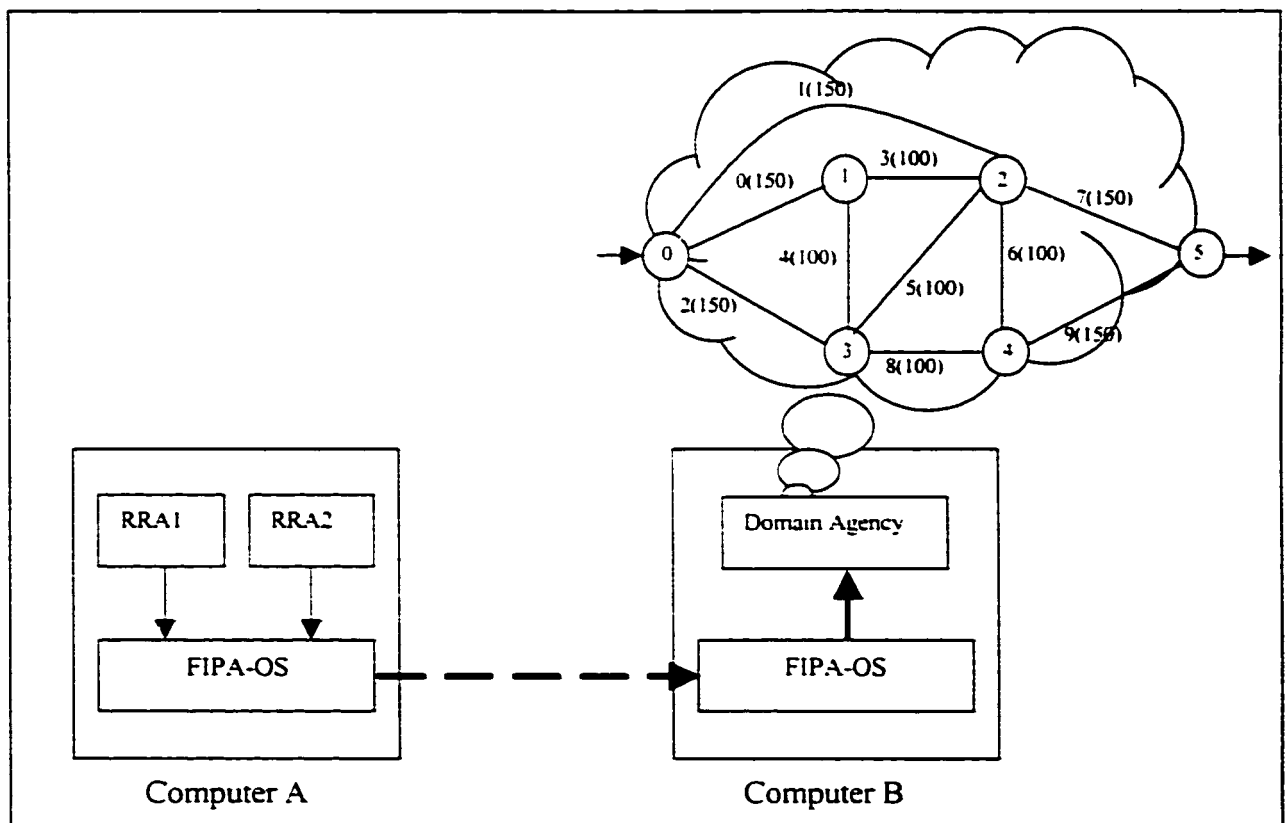 1(150)
3(100)
0(150)
1
2
7(150)
0
4(100)
6(100)
5
5(100)
2(150)
3
4
9(150)
8(100)
RRA1
RRA2
Domain Agency
FIPA-OS
FIPA-OS
Computer A
Computer B